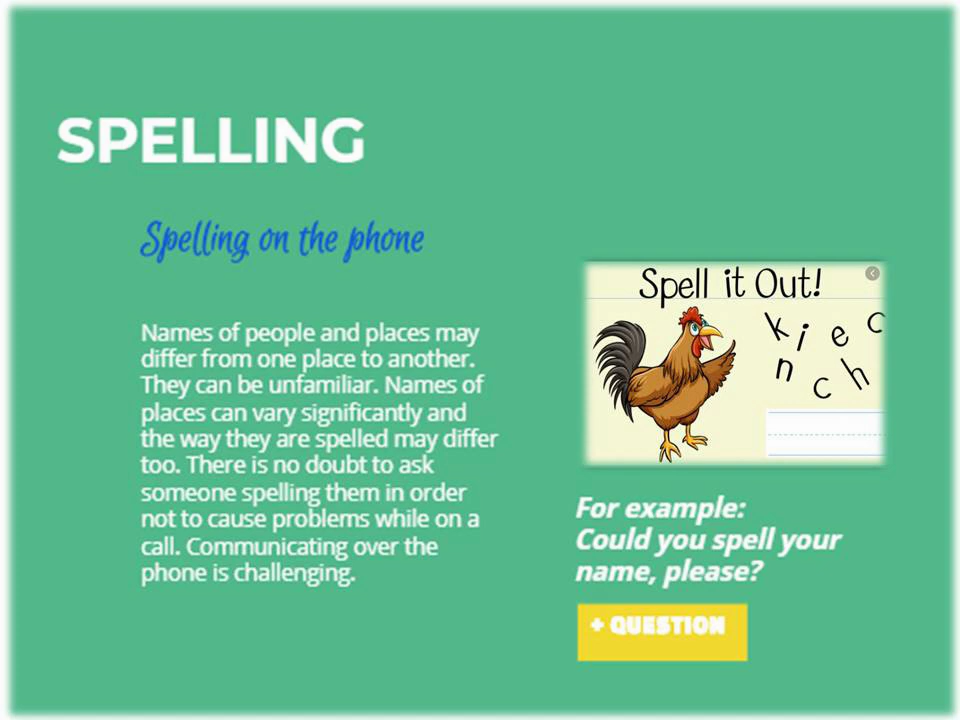 SPELLING
Spelling on the phone
Names of people and places may
differ from one place to another.
They can be unfamiliar. Names of
places can vary significantly and
the way they are spelled may differ
too. There is no doubt to ask
someone spelling them in order
not to cause problems while on a
call. Communicating over the
phone is challenging.
Spell it Out!
k i e c
n c h
For example:
Could you spell your
name, please?
+ QUESTION